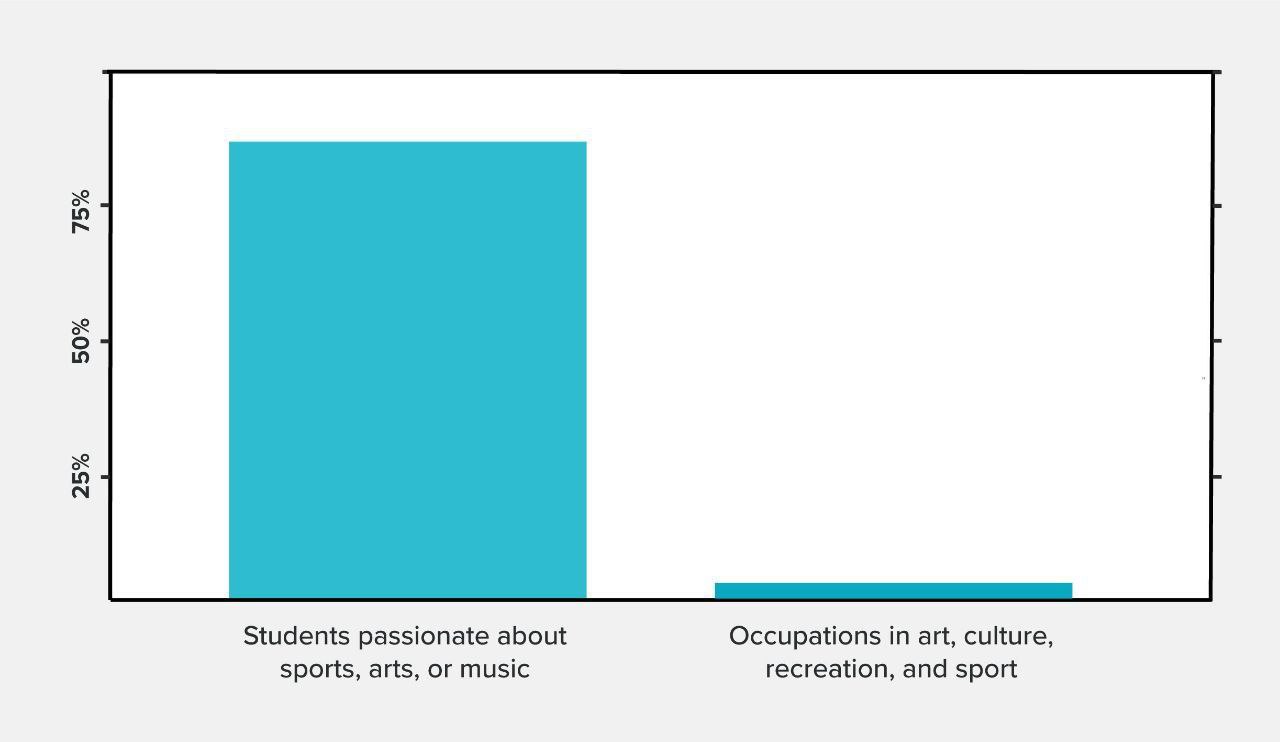 75%
50%
25%
Students passionate about
sports, arts, or music
Occupations in art, culture,
recreation, and sport